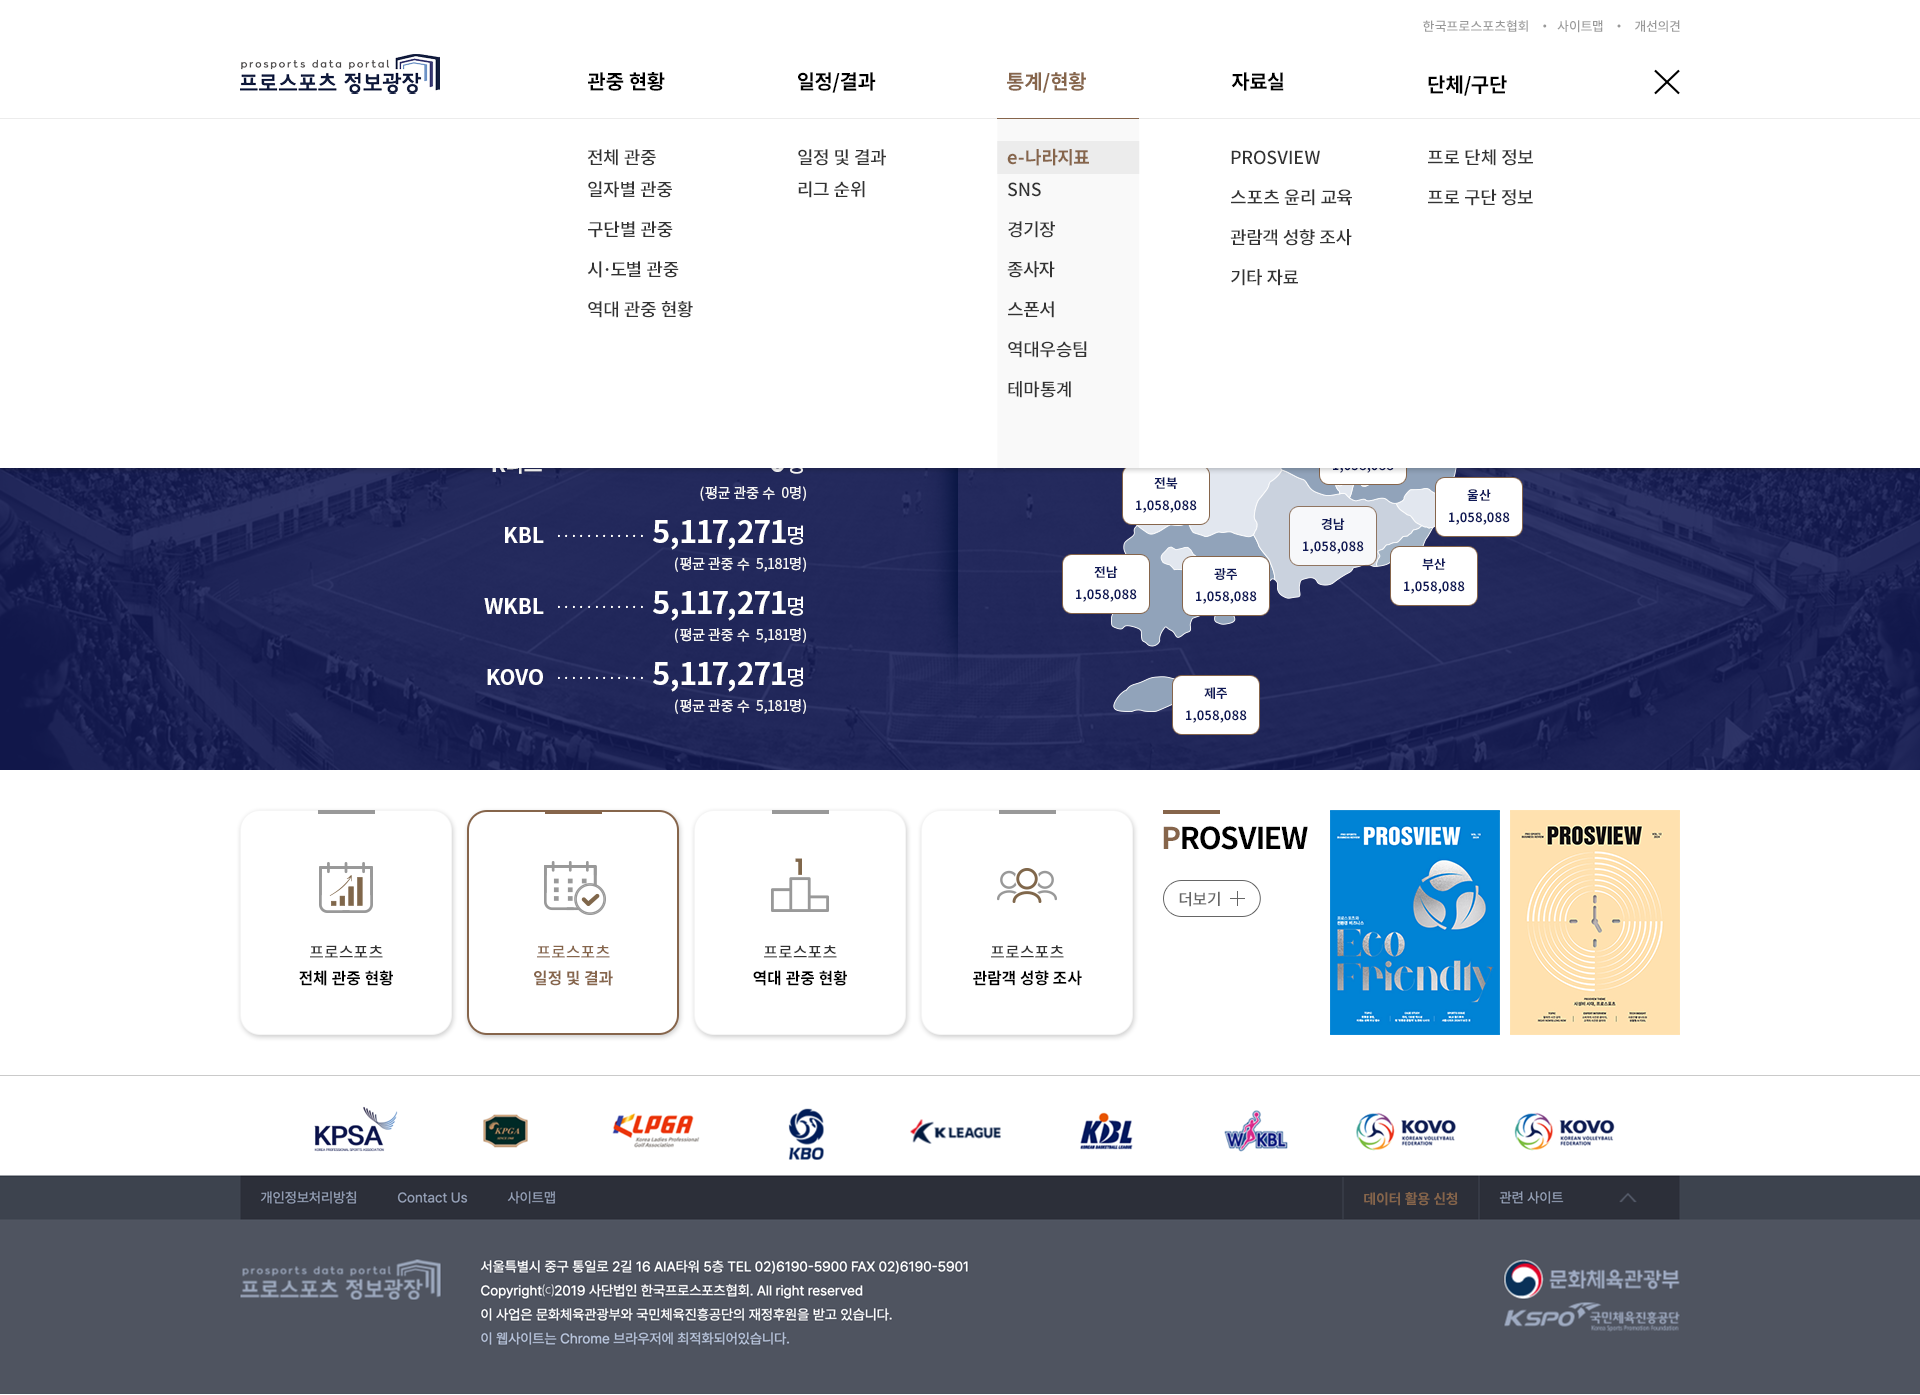 한국프로스포츠협회 • 사이트맵 • 개선의견
prosports data portal
프로스포츠 정보광장
관중 현황
일정/결과
통계/현황
자료실
단체/구단
전체 관중
일자별 관중
구단별 관중
시·도별 관중
역대 관중 현황
일정 및 결과
리그 순위
e-나라지표
SNS
경기장
종사자
스폰서
역대우승팀
테마통계
PROSVIEW
스포츠 윤리 교육
관람객 성향 조사
기타 자료
프로 단체 정보
프로 구단 정보
(평균 관중 수 0명)
KBL ············ 5,117,271명
(평균 관중 수 5,181명)
WKBL ············ 5,117,271명
(평균 관중 수 5,181명)
KOVO ············ 5,117,271명
(평균 관중 수 5,181명)
전북
1,058,088
울산
1,058,088
경남
1,058,088
부산
1,058,088
전남
1,058,088
광주
1,058,088
제주
1,058,088
프로스포츠
전체 관중 현황
프로스포츠
일정 및 결과
1
프로스포츠
역대 관중 현황
프로스포츠
관람객 성향 조사
PROSVIEW
더보기
PROSVIEW
Eco
Friendly
PROSVIEW
KPSA
KPGA
KLPGA
Korea Ladies Professional
Golf Association
KBO
K LEAGUE
KBL
KOREAN BASKETBALL LEAGUE
WKBL
KOVO
KOREAN VOLLEYBALL
FEDERATION
KOVO
KOREAN VOLLEYBALL
FEDERATION
개인정보처리방침
Contact Us
사이트맵
데이터 활용 신청
관련 사이트
prosports data portal
프로스포츠 정보광장
서울특별시 중구 통일로 2길 16 AIA타워 5층 TEL 02)6190-5900 FAX 02)6190-5901
Copyright⒞2019 사단법인 한국프로스포츠협회. All right reserved
이 사업은 문화체육관광부와 국민체육진흥공단의 재정후원을 받고 있습니다.
이 웹사이트는 Chrome 브라우저에 최적화되어있습니다.
문화체육관광부
KSPO 국민체육진흥공단
Korea Sports Promotion Foundation